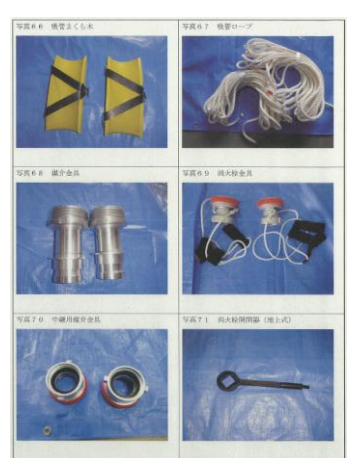 写真66 吸管まくら木
写真67 吸管ロープ
写真68 媒介金具
写真69 消火栓金具
写真70 中継用媒介金具
写真71 消火栓開閉器（地上式）